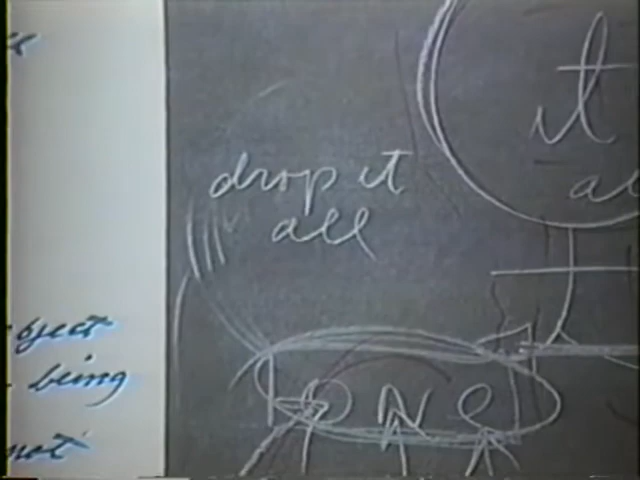 drop it
all
it
one
object
being
not